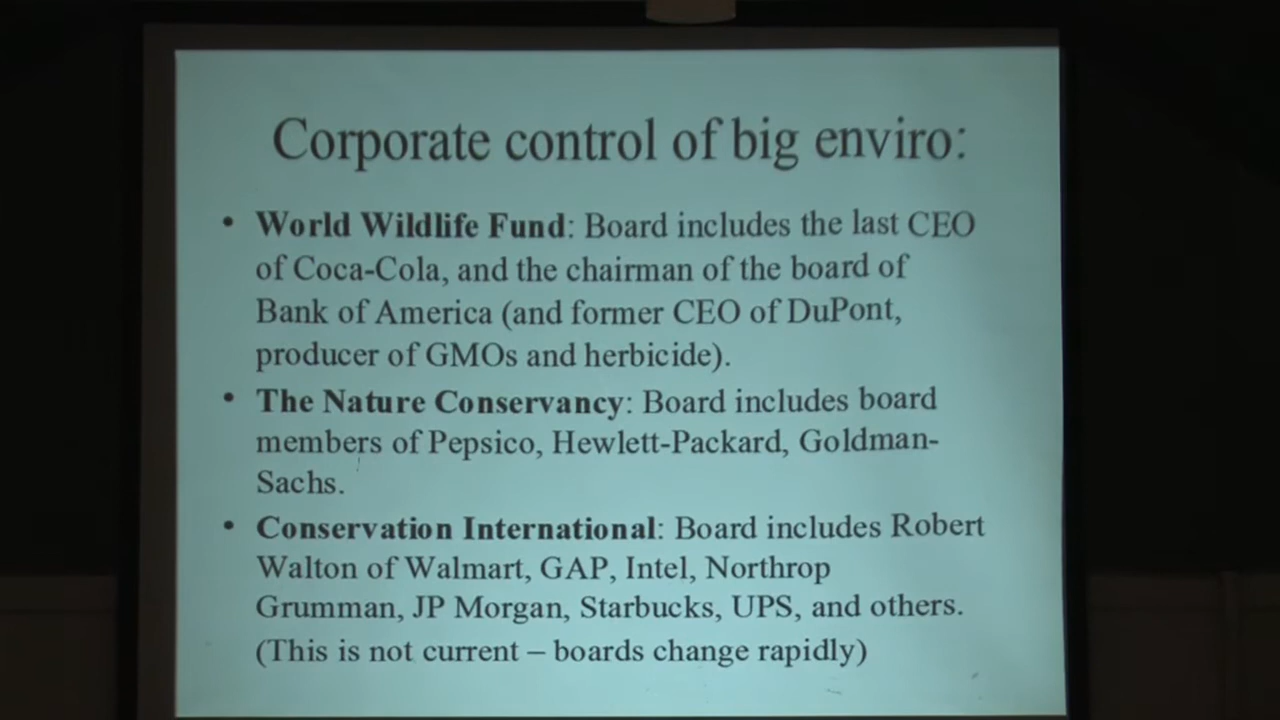 Corporate control of big enviro:
• World Wildlife Fund: Board includes the last CEO
of Coca-Cola, and the chairman of the board of
Bank of America (and former CEO of DuPont,
producer of GMOs and herbicide).
• The Nature Conservancy: Board includes board
members of Pepsico, Hewlett-Packard, Goldman-
Sachs.
• Conservation International: Board includes Robert
Walton of Walmart, GAP, Intel, Northrop
Grumman, JP Morgan, Starbucks, UPS, and others.
(This is not current – boards change rapidly)